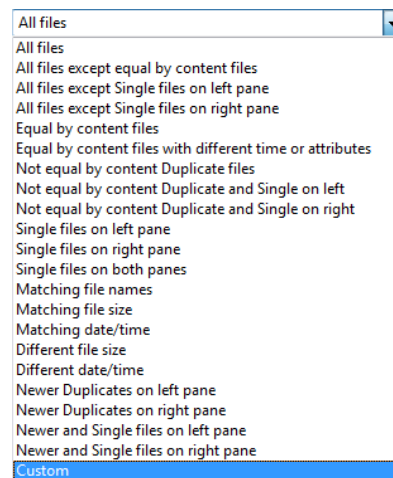 All files
All files
All files except equal by content files
All files except Single files on left pane
All files except Single files on right pane
Equal by content files
Equal by content files with different time or attributes
Not equal by content Duplicate files
Not equal by content Duplicate and Single on left
Not equal by content Duplicate and Single on right
Single files on left pane
Single files on right pane
Single files on both panes
Matching file names
Matching file size
Matching date/time
Different file size
Different date/time
Newer Duplicates on left pane
Newer Duplicates on right pane
Newer and Single files on left pane
Newer and Single files on right pane
Custom